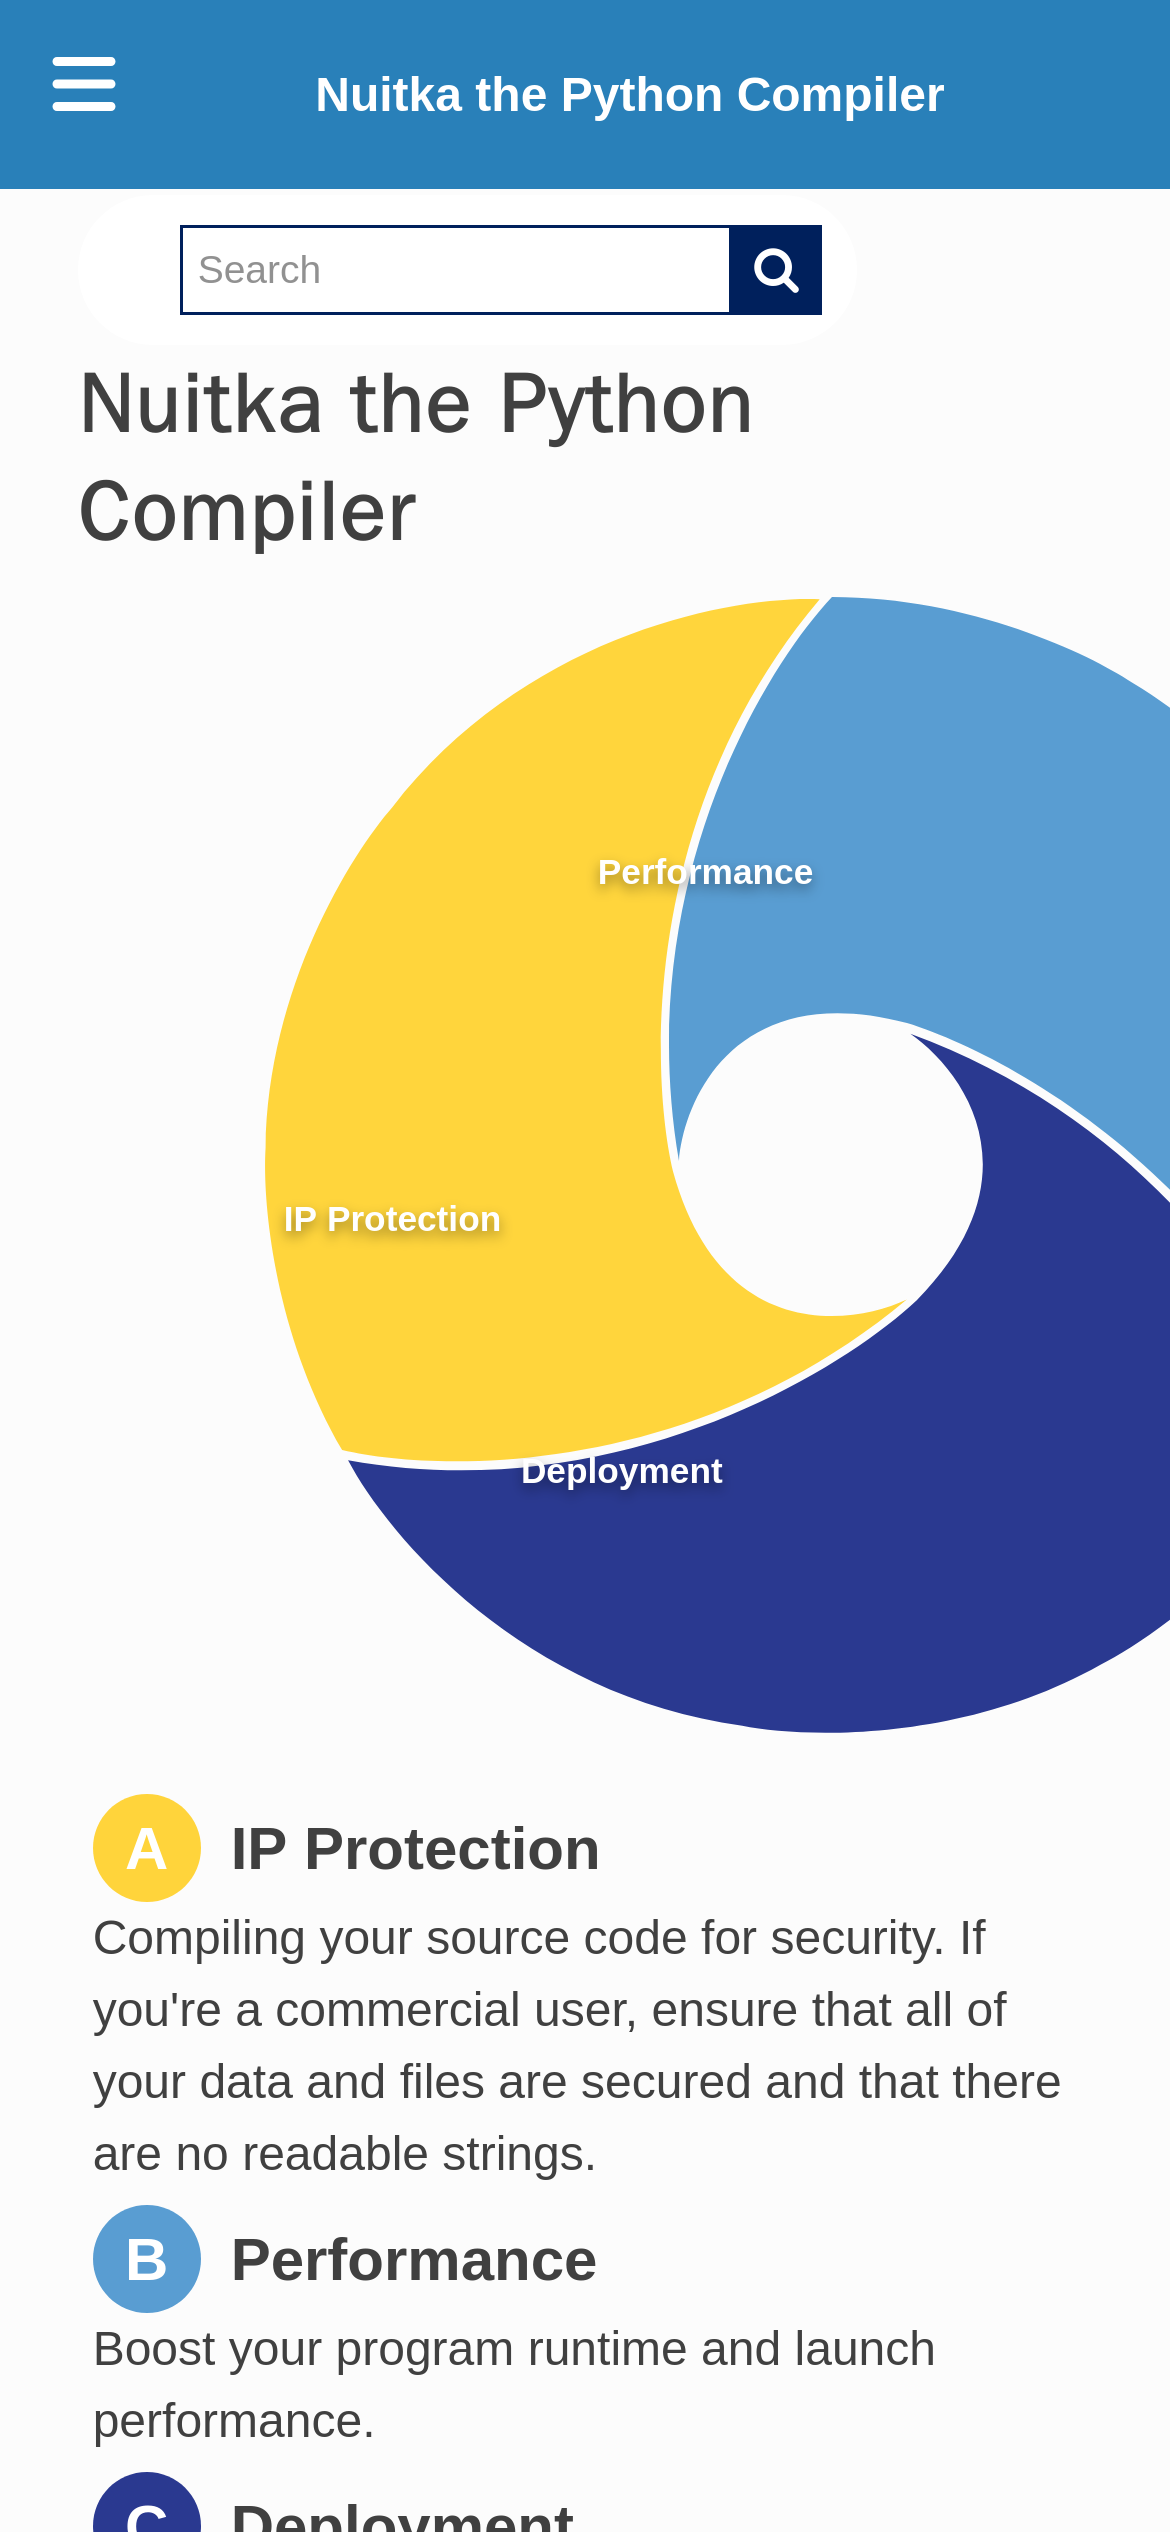 Nuitka the Python Compiler
Search
Nuitka the Python
Compiler
Performance
IP Protection
Deployment
A IP Protection
Compiling your source code for security. If
you're a commercial user, ensure that all of
your data and files are secured and that there
are no readable strings.
B Performance
Boost your program runtime and launch
performance.
C Deployment